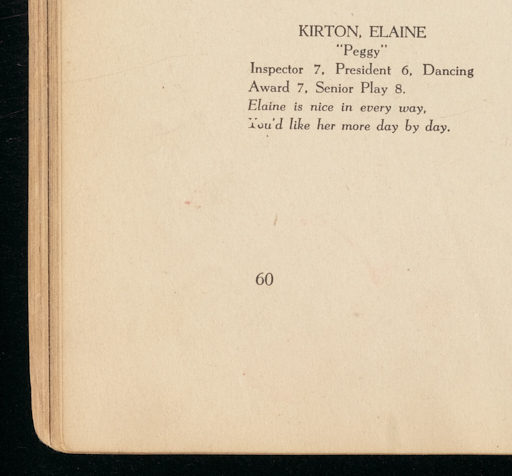 KIRTON, ELAINE
"Peggy"
Inspector 7, President 6, Dancing
Award 7, Senior Play 8.
Elaine is nice in every way,
You'd like her more day by day.
60